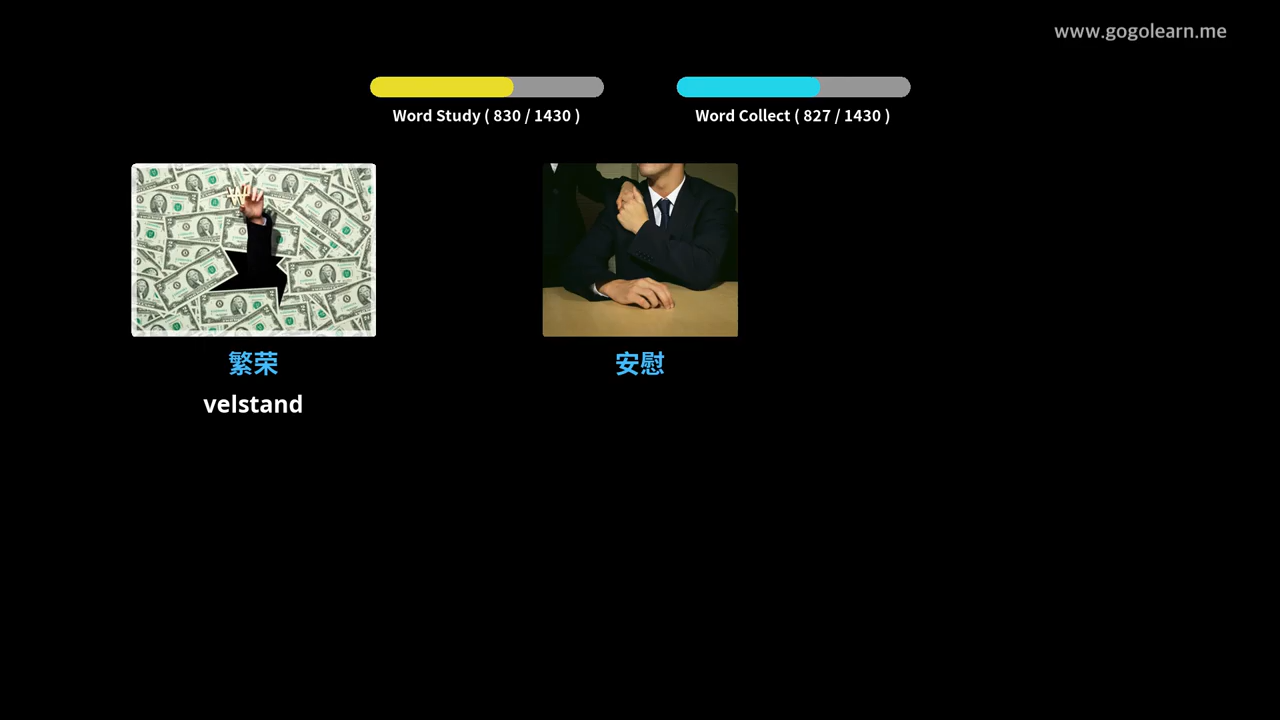 www.gogolearn.me
Word Study ( 830 / 1430 )
Word Collect ( 827 / 1430 )
繁荣
安慰
velstand